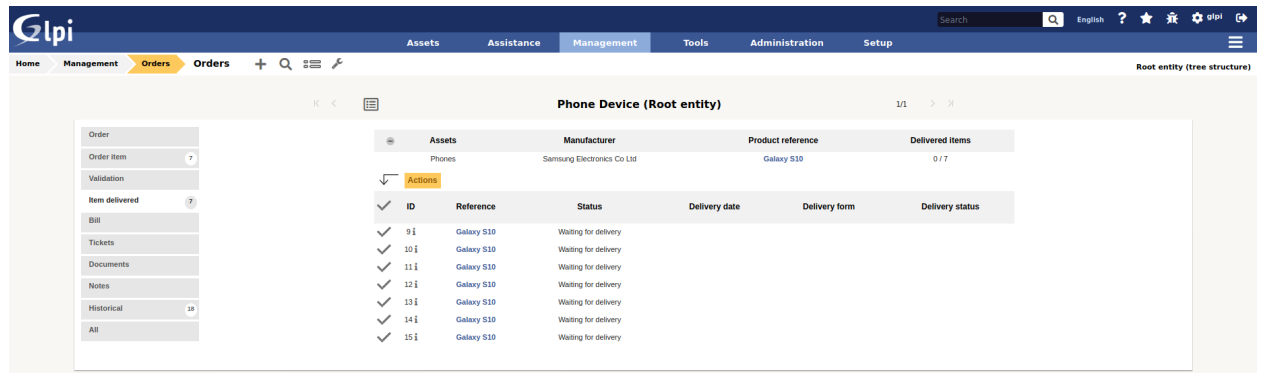 Glpi
Search English ? glpi
Assets Assistance Management Tools Administration Setup
Home Management Orders Orders Root entity (tree structure)
Phone Device (Root entity) 1/1
Order
Order item 7
Validation
Item delivered 7
Bill
Tickets
Documents
Notes
Historical 18
All
Assets Manufacturer Product reference Delivered items
Phones Samsung Electronics Co Ltd Galaxy S10 0 / 7
Actions
ID Reference Status Delivery date Delivery form Delivery status
9 i Galaxy S10 Waiting for delivery
10 i Galaxy S10 Waiting for delivery
11 i Galaxy S10 Waiting for delivery
12 i Galaxy S10 Waiting for delivery
13 i Galaxy S10 Waiting for delivery
14 i Galaxy S10 Waiting for delivery
15 i Galaxy S10 Waiting for delivery